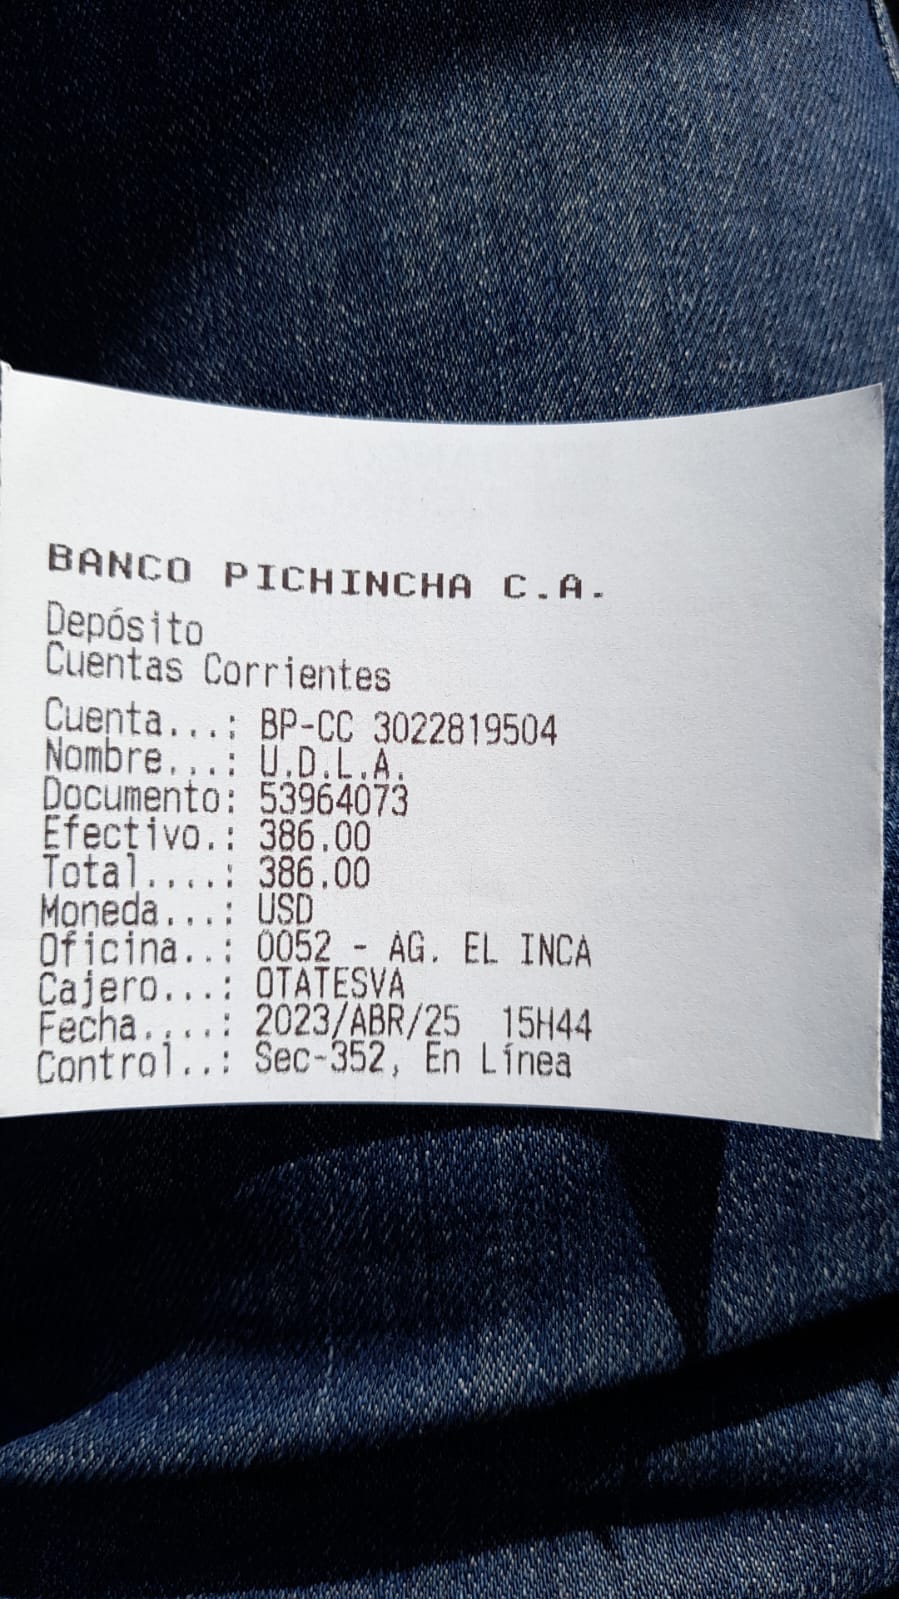 BANCO PICHINCHA C.A.
Depósito
Cuentas Corrientes
Cuenta...: BP-CC 3022819504
Nombre...: U.D.L.A.
Documento: 53964073
Efectivo.: 386.00
Total....: 386.00
Moneda...: USD
Oficina..: 0052 - AG. EL INCA
Cajero...: OTATESVA
Fecha....: 2023/ABR/25  15H44
Control..: Sec-352, En Línea